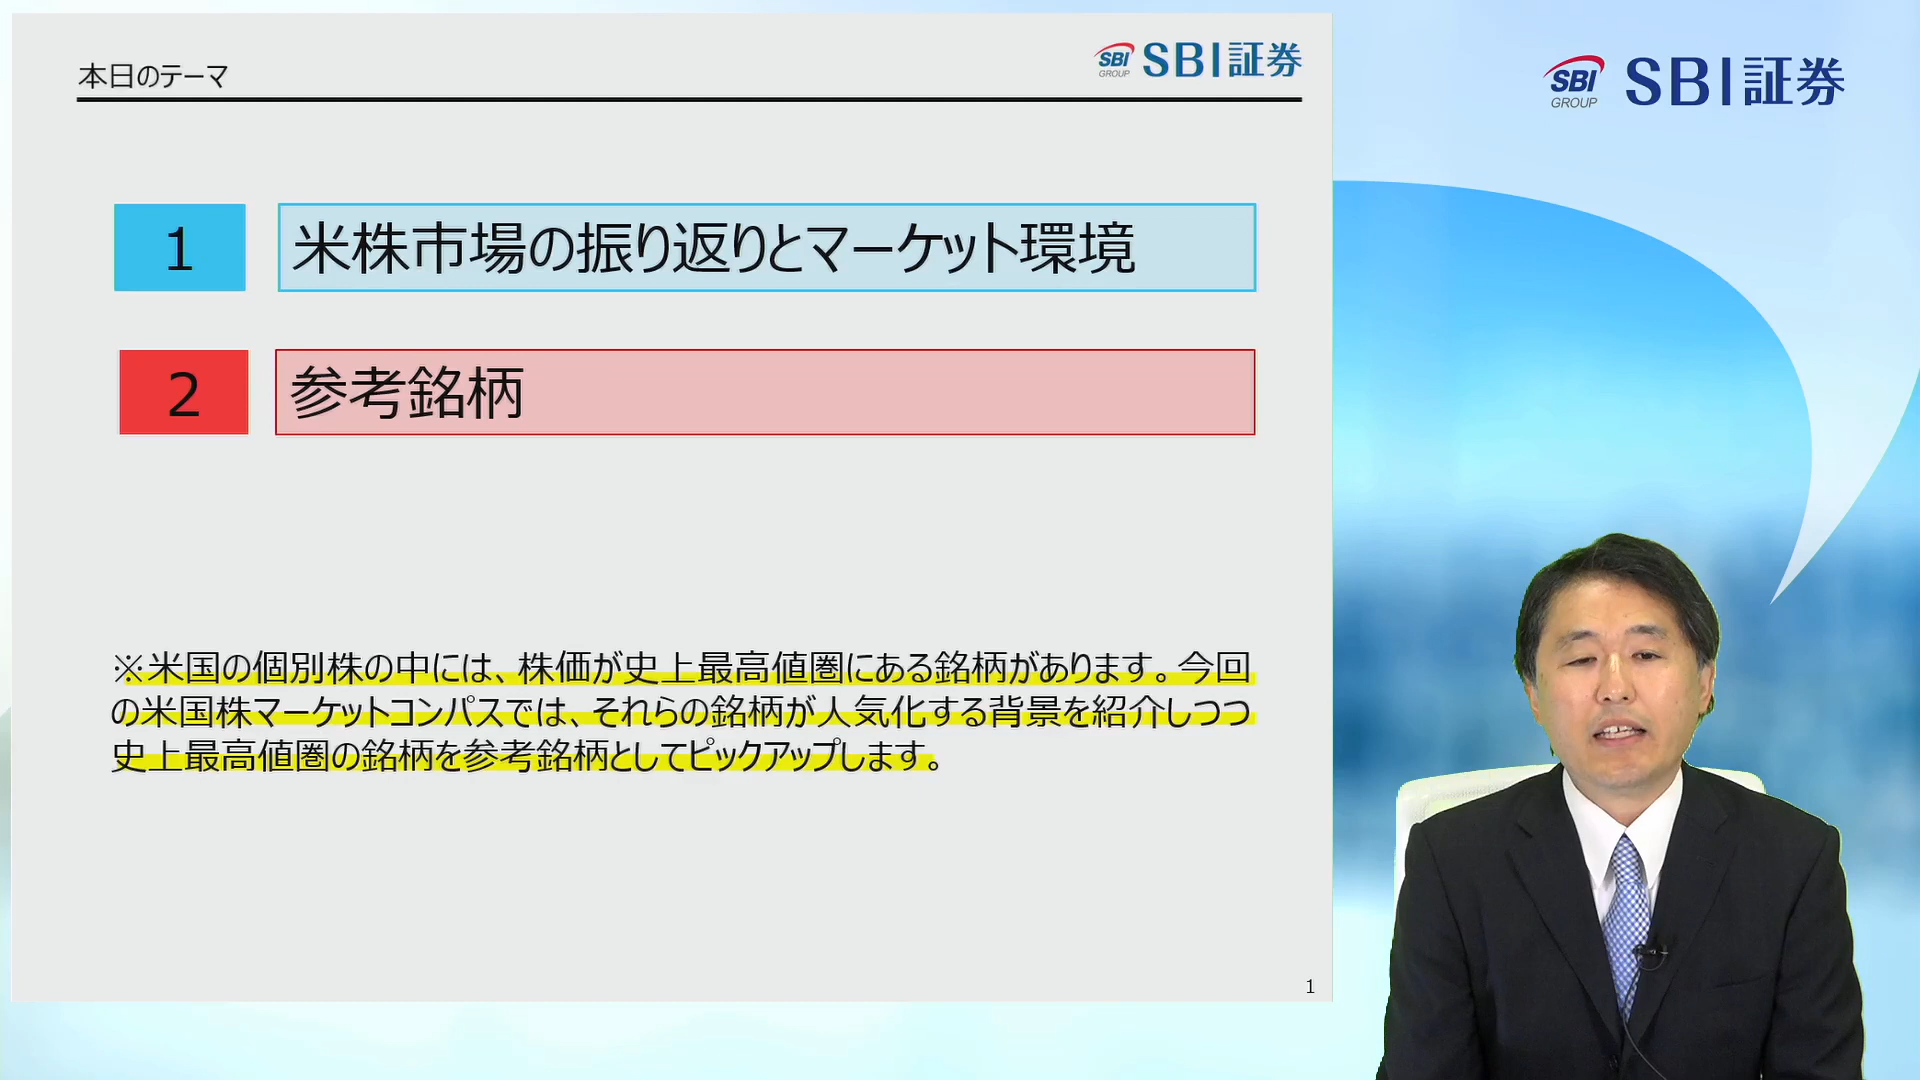 本日のテーマ
SBI GROUP SBI証券
SBI GROUP SBI証券
1
米株市場の振り返りとマーケット環境
2
参考銘柄
※米国の個別株の中には、株価が史上最高値圏にある銘柄があります。今回
の米国株マーケットコンパスでは、それらの銘柄が人気化する背景を紹介しつつ
史上最高値圏の銘柄を参考銘柄としてピックアップします。
1